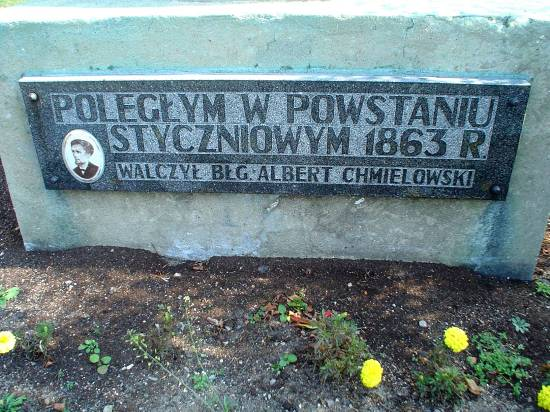 POLEGŁYM W POWSTANIU
STYCZNIOWYM 1863 R.
WALCZYŁ BŁG. ALBERT CHMIELOWSKI